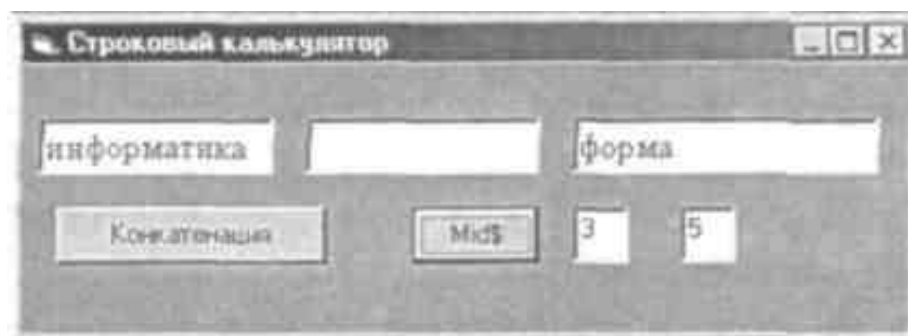 Строковый калькулятор
информатика форма
Конкатенация Mid$ 3 5